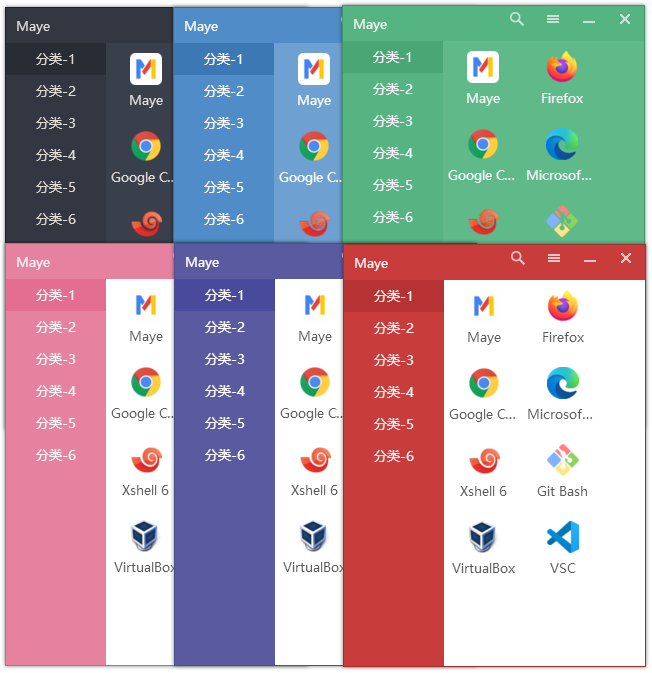 Maye
分类-1
分类-2
分类-3
分类-4
分类-5
分类-6
Maye
Google C...
Maye
分类-1
分类-2
分类-3
分类-4
分类-5
分类-6
Maye
Google C...
Maye
分类-1
分类-2
分类-3
分类-4
分类-5
分类-6
Maye
Firefox
Google C...
Microsof...
Maye
分类-1
分类-2
分类-3
分类-4
分类-5
分类-6
Maye
Google C...
Xshell 6
VirtualBox
Maye
分类-1
分类-2
分类-3
分类-4
分类-5
分类-6
Maye
Google C...
Xshell 6
VirtualBox
Maye
分类-1
分类-2
分类-3
分类-4
分类-5
分类-6
Maye
Firefox
Google C...
Microsof...
Xshell 6
Git Bash
VirtualBox
VSC